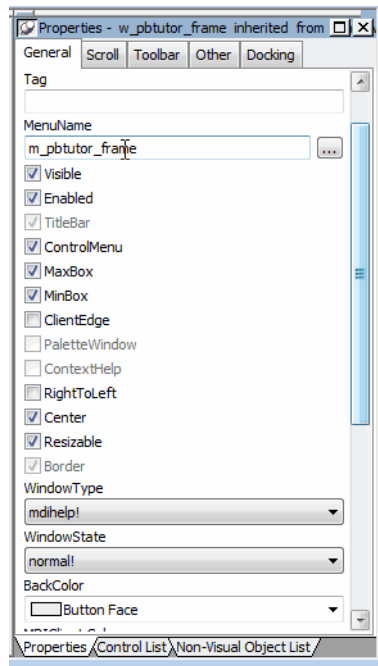 Properties - w_pbtutor_frame inherited from
General Scroll Toolbar Other Docking
Tag
MenuName
m_pbtutor_frame ...
Visible
Enabled
TitleBar
ControlMenu
MaxBox
MinBox
ClientEdge
PaletteWindow
ContextHelp
RightToLeft
Center
Resizable
Border
WindowType
mdihelp!
WindowState
normal!
BackColor
Button Face
Properties Control List Non-Visual Object List